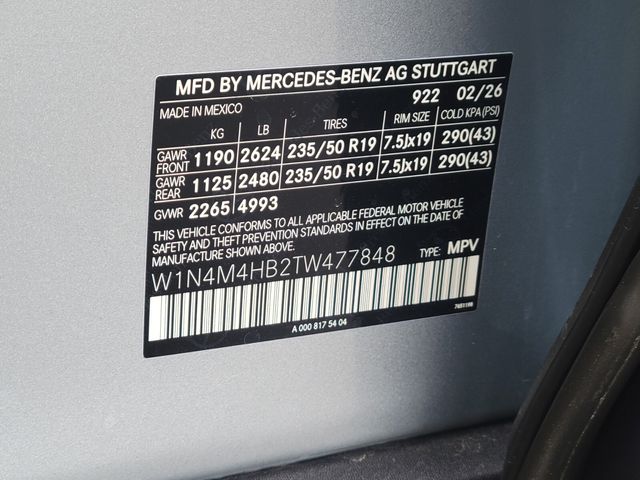 MFD BY MERCEDES-BENZ AG STUTTGART
MADE IN MEXICO 922 02/26
KG LB TIRES RIM SIZE COLD KPA (PSI)
GAWR FRONT 1190 2624 235/50 R19 7.5Jx19 290(43)
GAWR REAR 1125 2480 235/50 R19 7.5Jx19 290(43)
GVWR 2265 4993
THIS VEHICLE CONFORMS TO ALL APPLICABLE FEDERAL MOTOR VEHICLE
SAFETY AND THEFT PREVENTION STANDARDS IN EFFECT ON THE DATE OF
MANUFACTURE SHOWN ABOVE.
W1N4M4HB2TW477848 TYPE: MPV
A 000 817 54 04